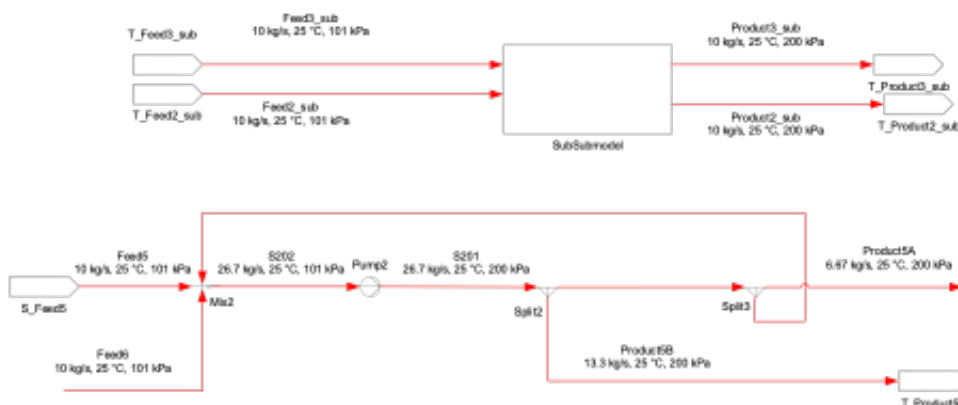 Feed3_sub
10 kg/s, 25 °C, 101 kPa
T_Feed3_sub
Product3_sub
10 kg/s, 25 °C, 200 kPa
T_Product3_sub
T_Feed2_sub
Feed2_sub
10 kg/s, 25 °C, 101 kPa
Product2_sub
10 kg/s, 25 °C, 200 kPa
T_Product2_sub
SubSubmodel
Feed5
10 kg/s, 25 °C, 101 kPa
S202
26.7 kg/s, 25 °C, 101 kPa
Pump2
S201
26.7 kg/s, 25 °C, 200 kPa
Product5A
6.67 kg/s, 25 °C, 200 kPa
S_Feed5
Mix2
Split2
Split3
Feed6
10 kg/s, 25 °C, 101 kPa
Product5B
13.3 kg/s, 25 °C, 200 kPa
T_Product5